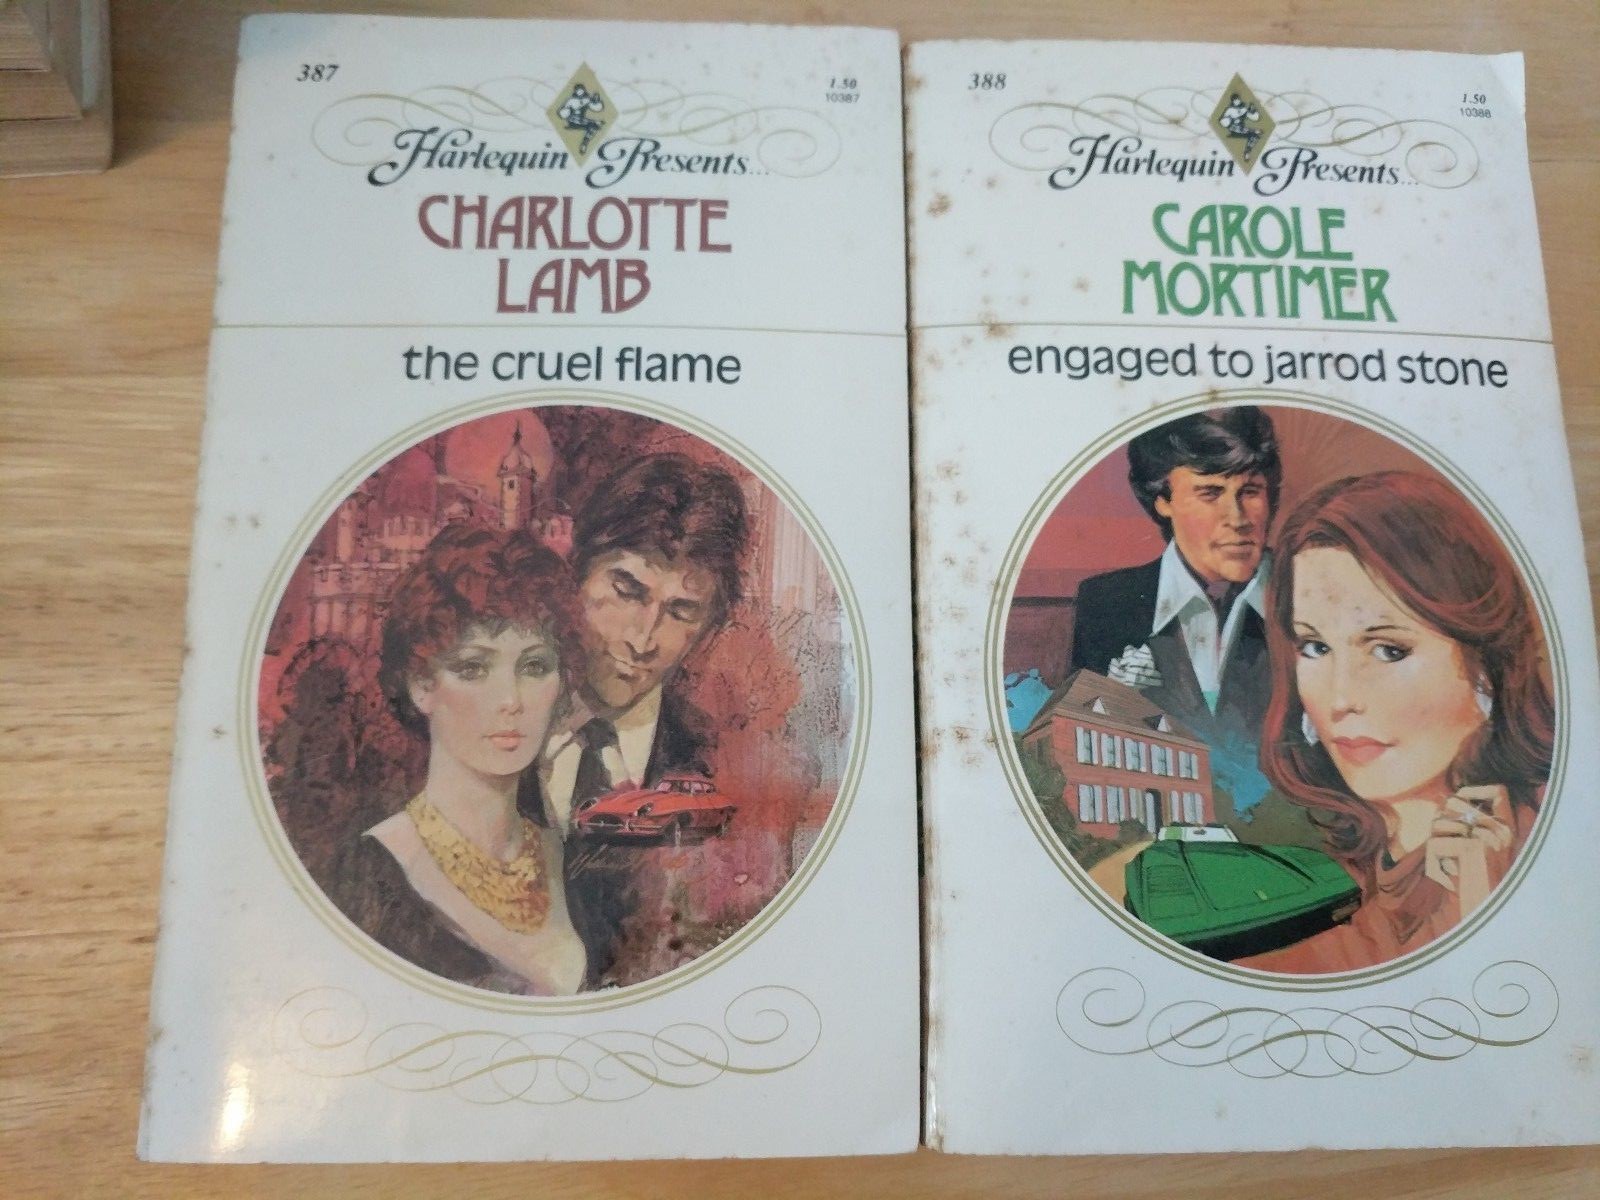 387
1.50
10387
Harlequin Presents...
CHARLOTTE
LAMB
the cruel flame
388
1.50
10388
Harlequin Presents...
CAROLE
MORTIMER
engaged to jarrod stone